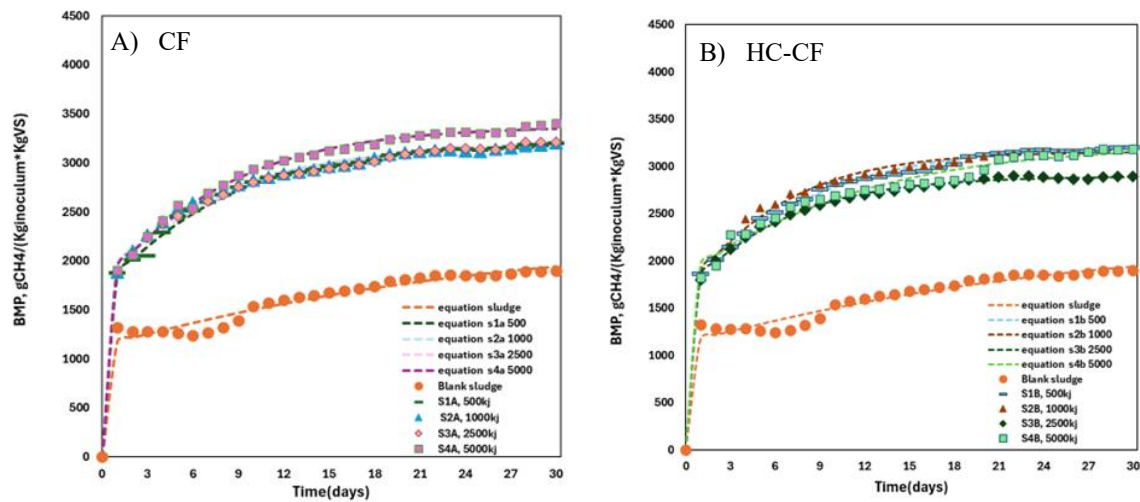 A) CF
4500
4000
3500
3000
2500
2000
1500
1000
500
0
BMP, gCH4/(Kginoculum*KgVS)
0 3 6 9 12 15 18 21 24 27 30
Time(days)
equation sludge
equation s1a 500
equation s2a 1000
equation s3a 2500
equation s4a 5000
Blank sludge
S1A, 500kj
S2A, 1000kj
S3A, 2500kj
S4A, 5000kj
B) HC-CF
4500
4000
3500
3000
2500
2000
1500
1000
500
0
BMP, gCH4/(Kginoculum*KgVS)
0 3 6 9 12 15 18 21 24 27 30
Time(days)
equation sludge
equation s1b 500
equation s2b 1000
equation s3b 2500
equation s4b 5000
Blank sludge
S1B, 500kj
S2B, 1000kj
S3B, 2500kj
S4B, 5000kj